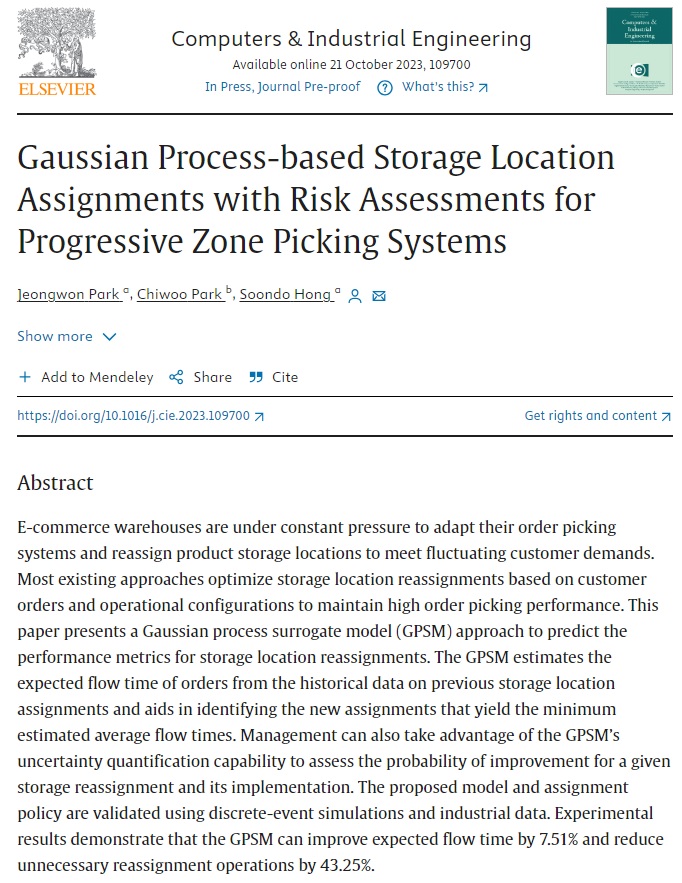 Computers & Industrial Engineering
Available online 21 October 2023, 109700
In Press, Journal Pre-proof ? What's this?
ELSEVIER
Computers &
Industrial
Engineering
Gaussian Process-based Storage Location
Assignments with Risk Assessments for
Progressive Zone Picking Systems
Jeongwon Park a, Chiwoo Park b, Soondo Hong a
Show more
+ Add to Mendeley Share Cite
https://doi.org/10.1016/j.cie.2023.109700 Get rights and content
Abstract
E-commerce warehouses are under constant pressure to adapt their order picking
systems and reassign product storage locations to meet fluctuating customer demands.
Most existing approaches optimize storage location reassignments based on customer
orders and operational configurations to maintain high order picking performance. This
paper presents a Gaussian process surrogate model (GPSM) approach to predict the
performance metrics for storage location reassignments. The GPSM estimates the
expected flow time of orders from the historical data on previous storage location
assignments and aids in identifying the new assignments that yield the minimum
estimated average flow times. Management can also take advantage of the GPSM's
uncertainty quantification capability to assess the probability of improvement for a given
storage reassignment and its implementation. The proposed model and assignment
policy are validated using discrete-event simulations and industrial data. Experimental
results demonstrate that the GPSM can improve expected flow time by 7.51% and reduce
unnecessary reassignment operations by 43.25%.